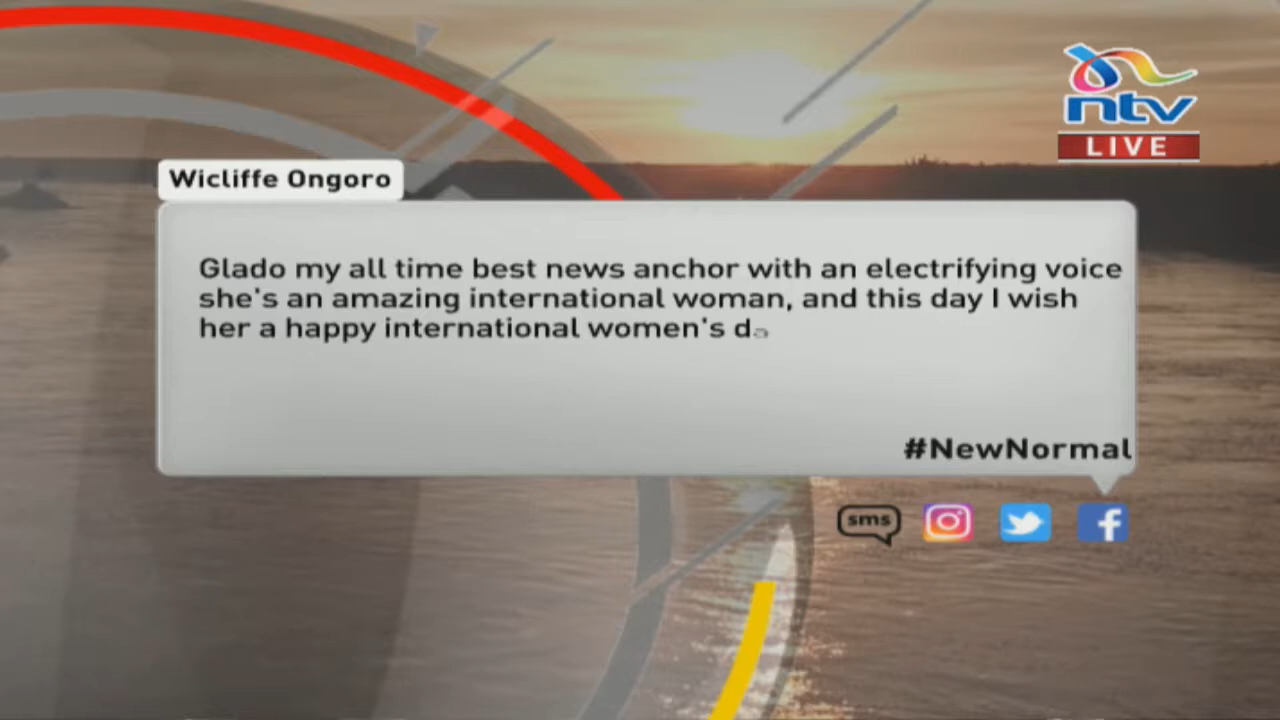 ntv
LIVE
Wicliffe Ongoro
Glado my all time best news anchor with an electrifying voice
she's an amazing international woman, and this day I wish
her a happy international women's
#NewNormal
sms